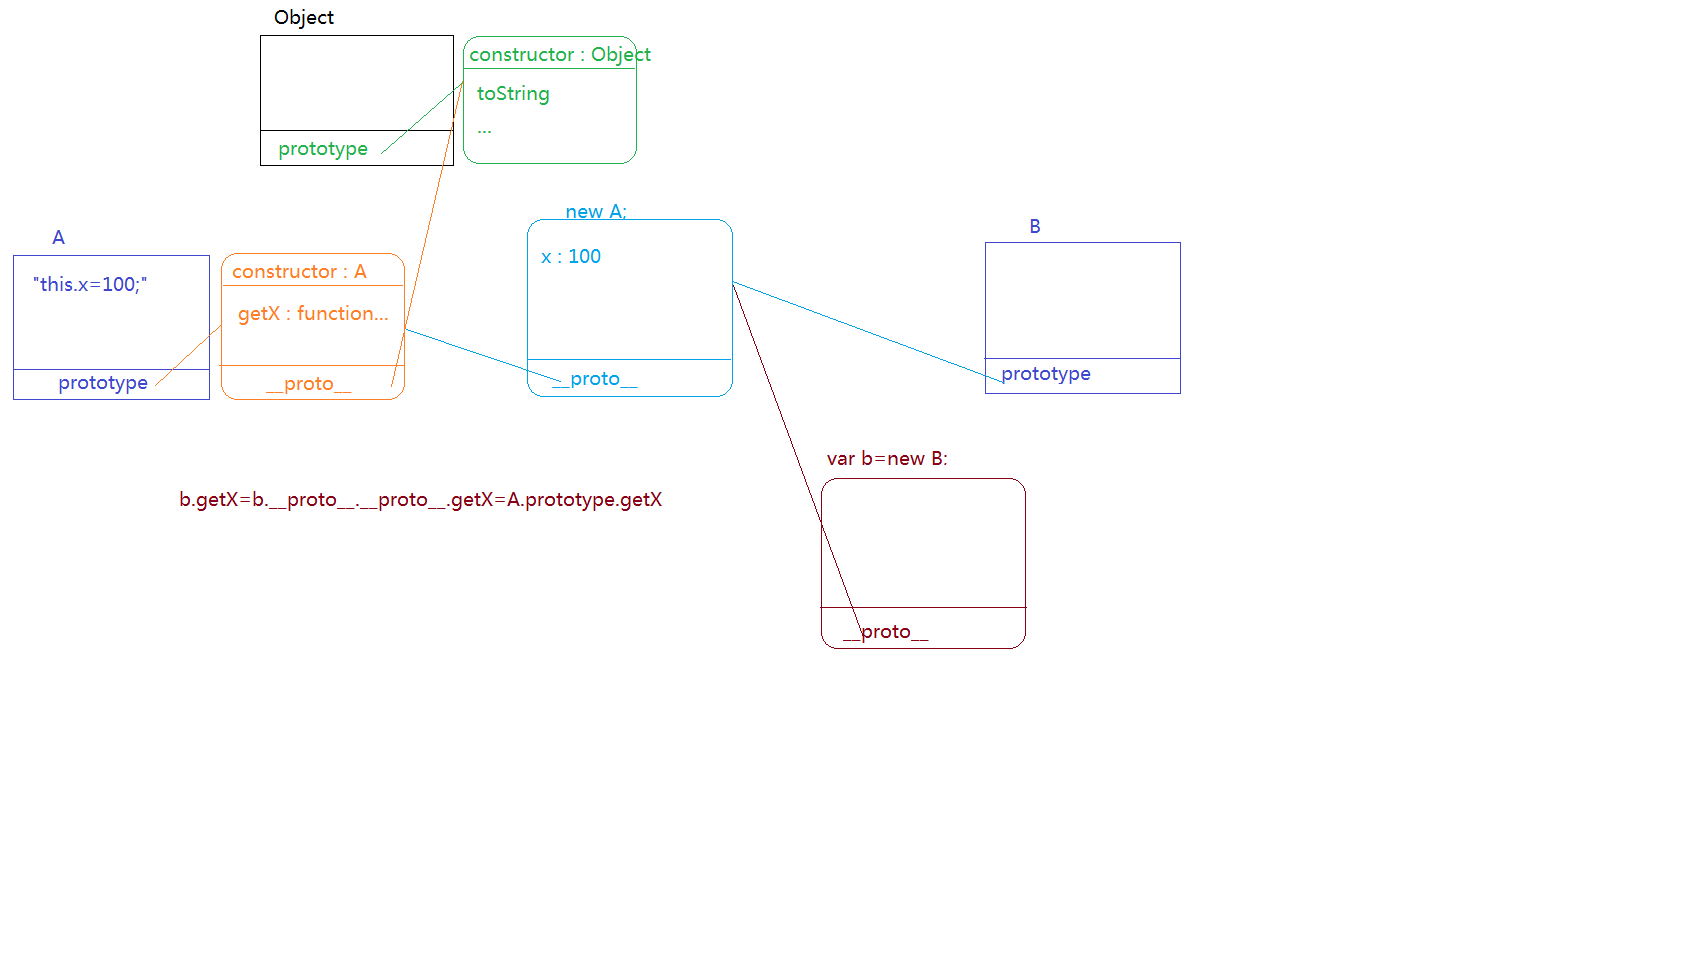 Object
constructor : Object
toString
...
prototype
new A;
x : 100
__proto__
A
"this.x=100;"
prototype
constructor : A
getX : function...
__proto__
B
prototype
var b=new B:
__proto__
b.getX=b.__proto__.__proto__.getX=A.prototype.getX